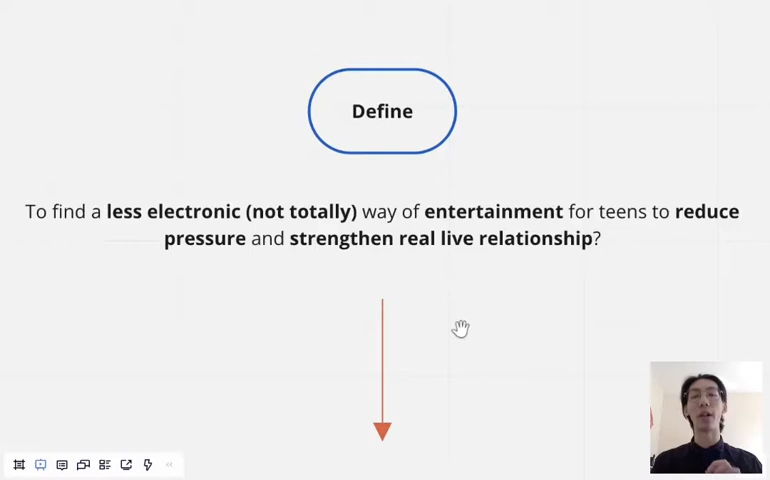 Define
To find a less electronic (not totally) way of entertainment for teens to reduce
pressure and strengthen real live relationship?